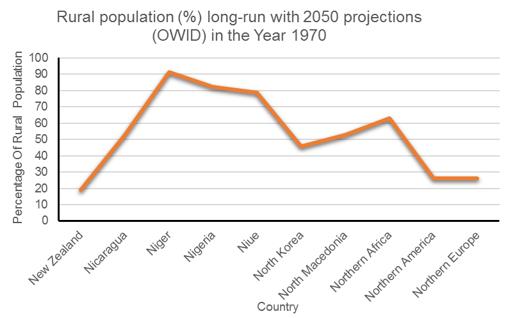 Rural population (%) long-run with 2050 projections
(OWID) in the Year 1970
Percentage Of Rural Population
100
90
80
70
60
50
40
30
20
10
0
New Zealand
Nicaragua
Niger
Nigeria
Niue
North Korea
North Macedonia
Northern Africa
Northern America
Northern Europe
Country